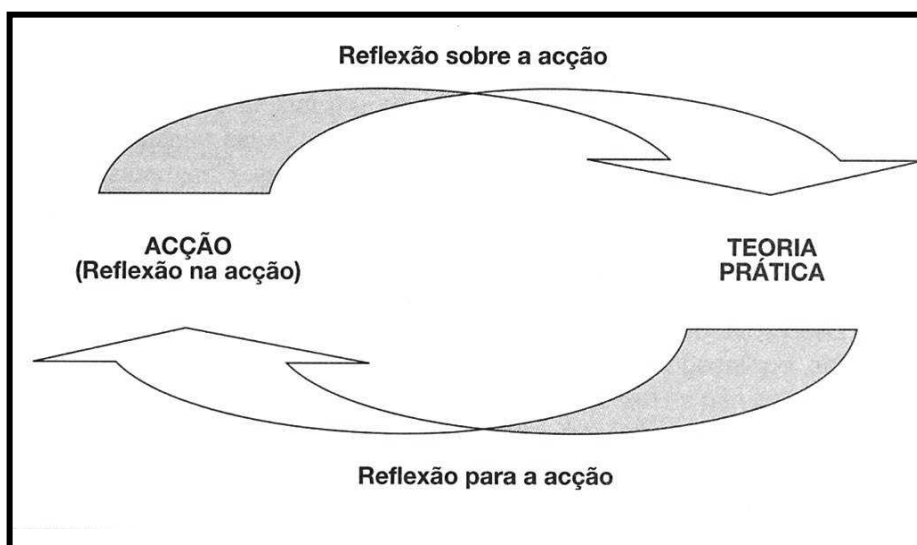 Reflexão sobre a acção
ACÇÃO
(Reflexão na acção)
TEORIA
PRÁTICA
Reflexão para a acção